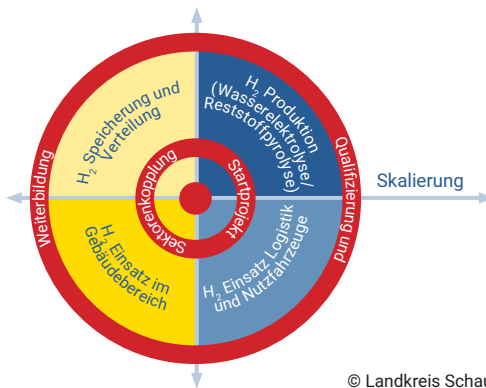 H2 Speicherung und
Verteilung
H2 Produktion
(Wasserelektrolyse/
Reststoffpyrolyse)
Weiterbildung
Sektorenkopplung
Startprojekt
Qualifizierung und
Skalierung
H2 Einsatz im
Gebäudebereich
H2 Einsatz Logistik
und Nutzfahrzeuge
© Landkreis Schau